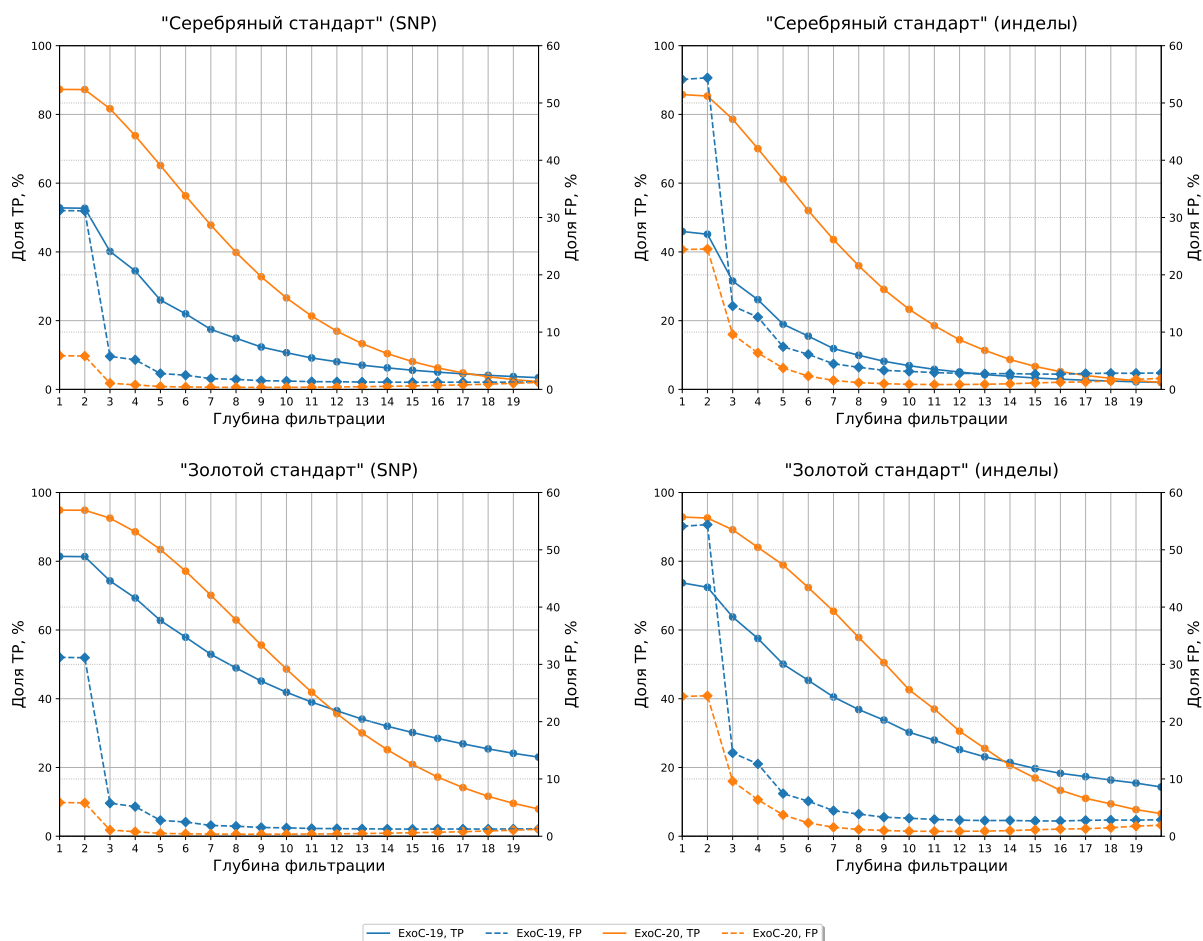 "Серебряный стандарт" (SNP)
100
80
60
40
20
0
Доля TP, %
60
50
40
30
20
10
0
Доля FP, %
1 2 3 4 5 6 7 8 9 10 11 12 13 14 15 16 17 18 19
Глубина фильтрации
"Серебряный стандарт" (инделы)
100
80
60
40
20
0
Доля TP, %
60
50
40
30
20
10
0
Доля FP, %
1 2 3 4 5 6 7 8 9 10 11 12 13 14 15 16 17 18 19
Глубина фильтрации
"Золотой стандарт" (SNP)
100
80
60
40
20
0
Доля TP, %
60
50
40
30
20
10
0
Доля FP, %
1 2 3 4 5 6 7 8 9 10 11 12 13 14 15 16 17 18 19
Глубина фильтрации
"Золотой стандарт" (инделы)
100
80
60
40
20
0
Доля TP, %
60
50
40
30
20
10
0
Доля FP, %
1 2 3 4 5 6 7 8 9 10 11 12 13 14 15 16 17 18 19
Глубина фильтрации
ExoC-19, TP ExoC-19, FP ExoC-20, TP ExoC-20, FP